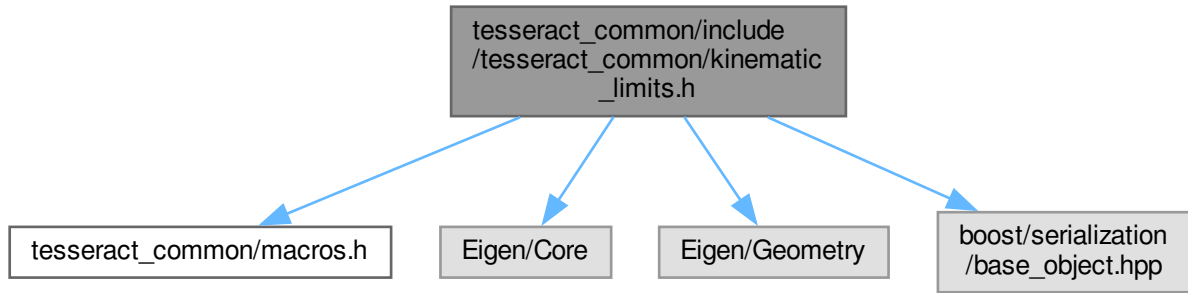 tesseract_common/include
/tesseract_common/kinematic
_limits.h
tesseract_common/macros.h
Eigen/Core
Eigen/Geometry
boost/serialization
/base_object.hpp